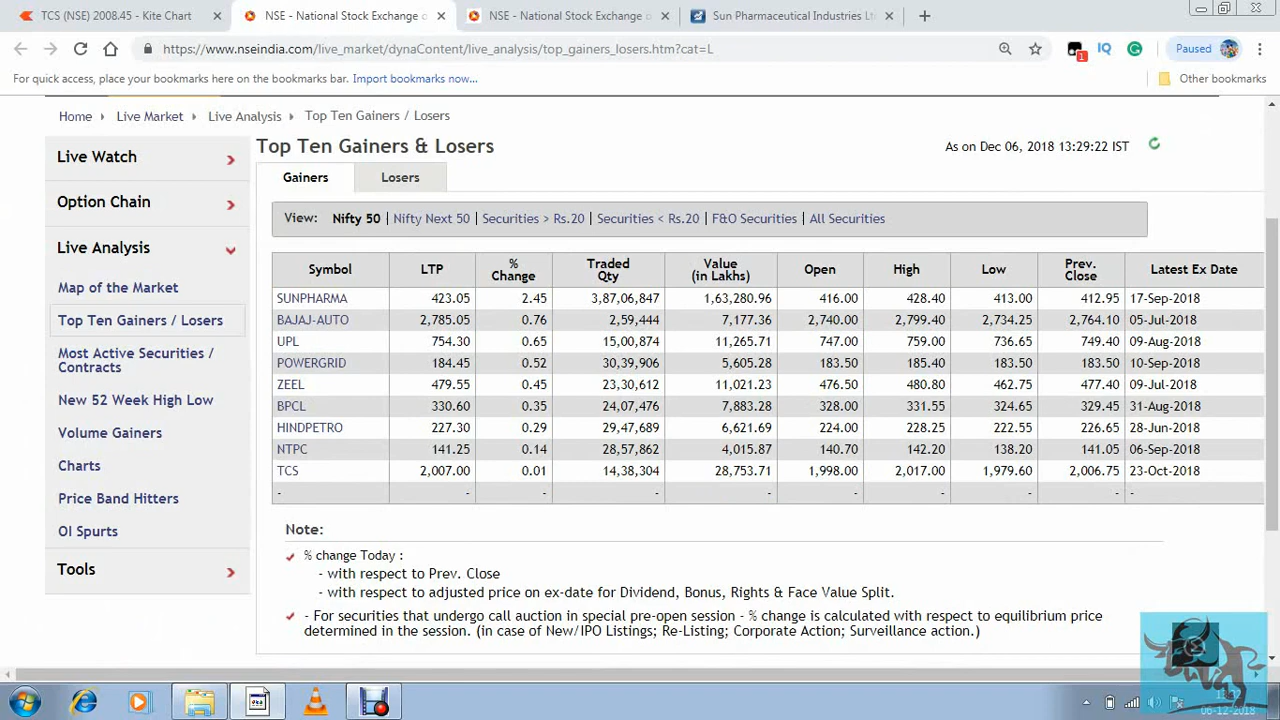 TCS (NSE) 2008.45 - Kite Chart
NSE - National Stock Exchange o
NSE - National Stock Exchange o
Sun Pharmaceutical Industries Lt
https://www.nseindia.com/live_market/dynaContent/live_analysis/top_gainers_losers.htm?cat=L
1
IQ
Paused
For quick access, place your bookmarks here on the bookmarks bar. Import bookmarks now...
Other bookmarks
Home Live Market Live Analysis Top Ten Gainers / Losers
Live Watch
Option Chain
Live Analysis
Map of the Market
Top Ten Gainers / Losers
Most Active Securities /
Contracts
New 52 Week High Low
Volume Gainers
Charts
Price Band Hitters
OI Spurts
Tools
Top Ten Gainers & Losers
As on Dec 06, 2018 13:29:22 IST
Gainers Losers
View: Nifty 50 | Nifty Next 50 | Securities > Rs.20 | Securities < Rs.20 | F&O Securities | All Securities
Symbol LTP % Change Traded Qty Value (in Lakhs) Open High Low Prev. Close Latest Ex Date
SUNPHARMA 423.05 2.45 3,87,06,847 1,63,280.96 416.00 428.40 413.00 412.95 17-Sep-2018
BAJAJ-AUTO 2,785.05 0.76 2,59,444 7,177.36 2,740.00 2,799.40 2,734.25 2,764.10 05-Jul-2018
UPL 754.30 0.65 15,00,874 11,265.71 747.00 759.00 736.65 749.40 09-Aug-2018
POWERGRID 184.45 0.52 30,39,906 5,605.28 183.50 185.40 183.50 183.50 10-Sep-2018
ZEEL 479.55 0.45 23,30,612 11,021.23 476.50 480.80 462.75 477.40 09-Jul-2018
BPCL 330.60 0.35 24,07,476 7,883.28 328.00 331.55 324.65 329.45 31-Aug-2018
HINDPETRO 227.30 0.29 29,47,689 6,621.69 224.00 228.25 222.55 226.65 28-Jun-2018
NTPC 141.25 0.14 28,57,862 4,015.87 140.70 142.20 138.20 141.05 06-Sep-2018
TCS 2,007.00 0.01 14,38,304 28,753.71 1,998.00 2,017.00 1,979.60 2,006.75 23-Oct-2018
- - - - - - - - - -
Note:
% change Today :
- with respect to Prev. Close
- with respect to adjusted price on ex-date for Dividend, Bonus, Rights & Face Value Split.
- For securities that undergo call auction in special pre-open session - % change is calculated with respect to equilibrium price
determined in the session. (in case of New/IPO Listings; Re-Listing; Corporate Action; Surveillance action.)
06-12-2018